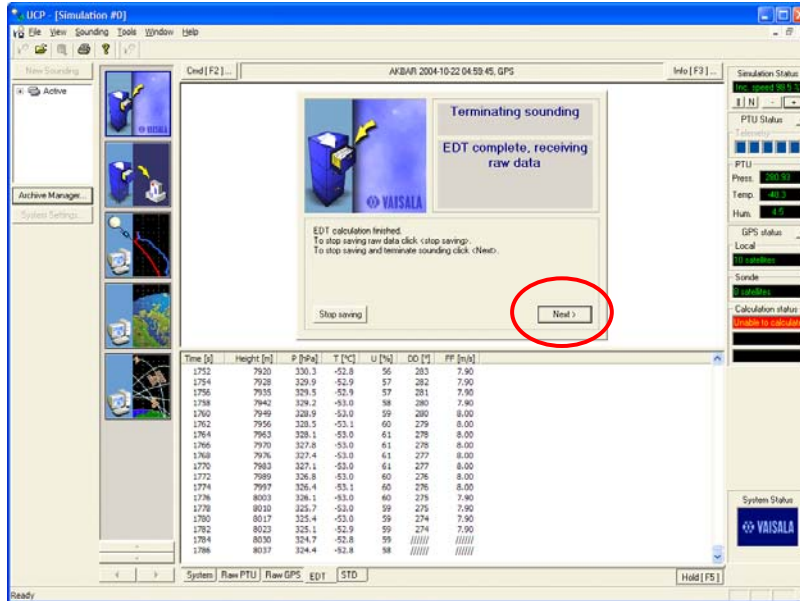 UCP - [Simulation #0]
File View Sounding Tools Window Help
New Sounding
Active
Archive Manager...
System Settings...
VAISALA
Cmd [ F2 ] ...
AKBAR 2004-10-22 04:59:45, GPS
Info [ F3 ] ...
Terminating sounding
EDT complete, receiving
raw data
VAISALA
EDT calculation finished.
To stop saving raw data click <stop saving>.
To stop saving and terminate sounding click <Next>.
Stop saving
Next >
Time [s] Height [m] P [hPa] T [°C] U [%] DD [°] FF [m/s]
1752 7920 330.3 -52.8 56 283 7.90
1754 7928 329.9 -52.9 57 282 7.90
1756 7935 329.5 -52.9 57 281 7.90
1758 7942 329.2 -53.0 58 280 7.90
1760 7949 328.9 -53.0 59 280 8.00
1762 7956 328.5 -53.1 60 279 8.00
1764 7963 328.1 -53.0 61 278 8.00
1766 7970 327.8 -53.0 61 278 8.00
1768 7976 327.4 -53.0 61 277 8.00
1770 7983 327.1 -53.0 61 277 8.00
1772 7989 326.8 -53.0 60 276 8.00
1774 7997 326.4 -53.1 60 276 8.00
1776 8003 326.1 -53.0 60 275 7.90
1778 8010 325.7 -53.0 59 275 7.90
1780 8017 325.4 -53.0 59 274 7.90
1782 8023 325.1 -52.9 59 274 7.90
1784 8030 324.7 -52.8 59 ////// //////
1786 8037 324.4 -52.8 58 ////// //////
System Raw PTU Raw GPS EDT STD
Hold [ F5 ]
Simulation Status
Inc. speed 98.5 %
I N - +
PTU Status
Telemetry
PTU
Press. 280.93
Temp. -48.3
Hum. 4.5
GPS status
Local
10 satellites
Sonde
satellites
Calculation status
Unable to calculat
System Status
VAISALA
Ready